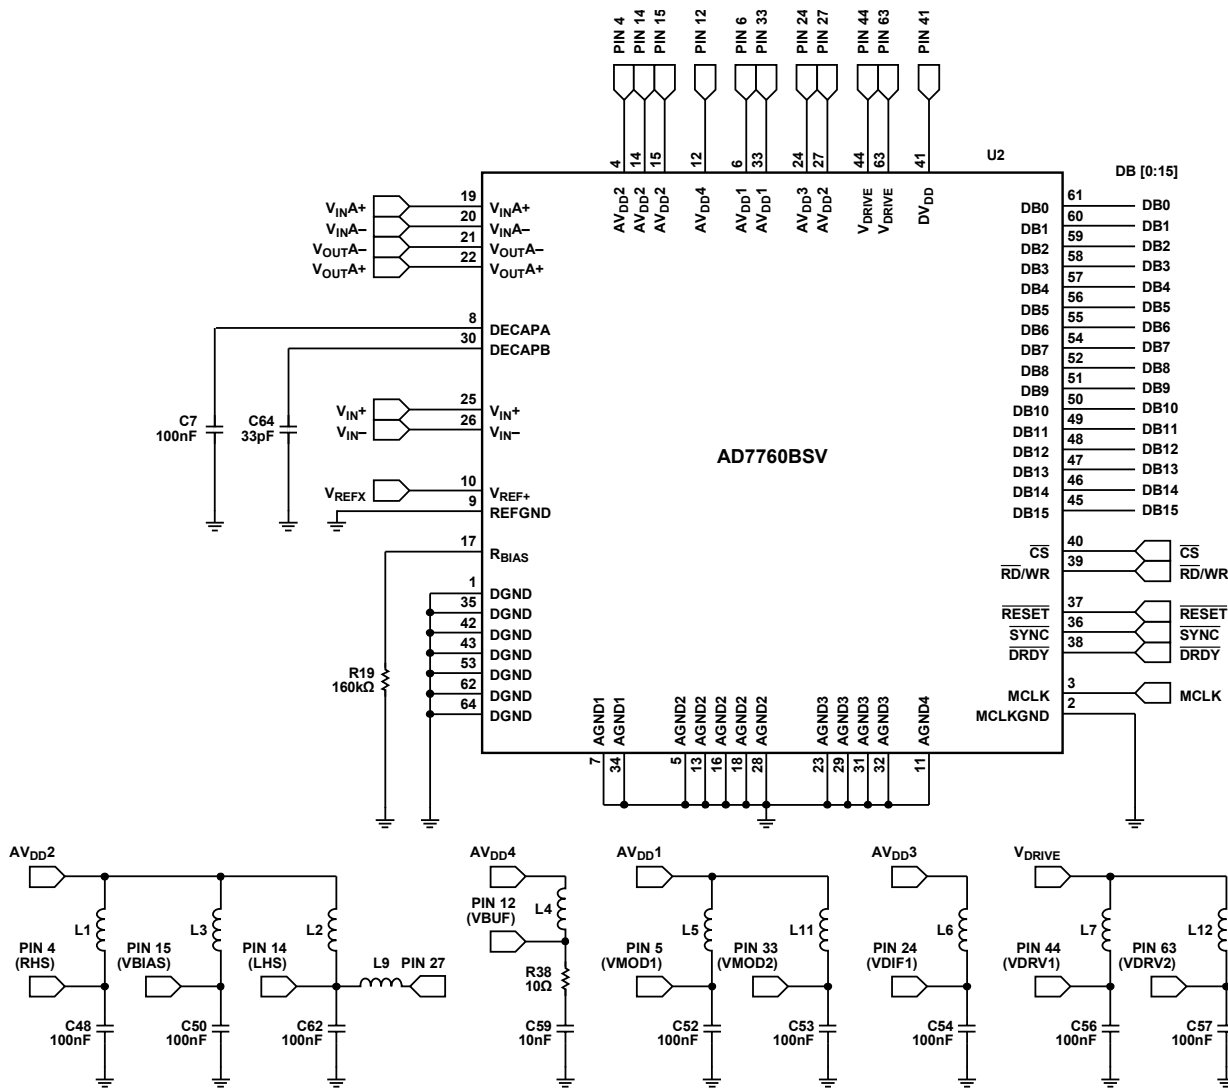 PIN 4
PIN 14
PIN 15
PIN 12
PIN 6
PIN 33
PIN 24
PIN 27
PIN 44
PIN 63
PIN 41
4
14
15
12
6
33
24
27
44
63
41
U2
DB [0:15]
AVDD2
AVDD2
AVDD2
AVDD4
AVDD1
AVDD1
AVDD3
AVDD2
VDRIVE
VDRIVE
DVDD
VINA+ 19 VINA+
VINA– 20 VINA–
VOUTA– 21 VOUTA–
VOUTA+ 22 VOUTA+
8 DECAPA
30 DECAPB
C7
100nF
C64
33pF
VIN+ 25 VIN+
VIN– 26 VIN–
VREFX 10 VREF+
9 REFGND
17 RBIAS
1 DGND
35 DGND
42 DGND
43 DGND
53 DGND
62 DGND
64 DGND
R19
160kΩ
AD7760BSV
DB0 61 DB0
DB1 60 DB1
DB2 59 DB2
DB3 58 DB3
DB4 57 DB4
DB5 56 DB5
DB6 55 DB6
DB7 54 DB7
DB8 52 DB8
DB9 51 DB9
DB10 50 DB10
DB11 49 DB11
DB12 48 DB12
DB13 47 DB13
DB14 46 DB14
DB15 45 DB15
CS 40 CS
RD/WR 39 RD/WR
RESET 37 RESET
SYNC 36 SYNC
DRDY 38 DRDY
MCLK 3 MCLK
MCLKGND 2
AGND1
AGND1
AGND2
AGND2
AGND2
AGND2
AGND2
AGND3
AGND3
AGND3
AGND3
AGND4
7
34
5
13
16
18
28
23
29
31
32
11
AVDD2
L1
L3
L2
PIN 4
(RHS)
PIN 15
(VBIAS)
PIN 14
(LHS)
L9
PIN 27
C48
100nF
C50
100nF
C62
100nF
AVDD4
PIN 12
(VBUF)
L4
R38
10Ω
C59
10nF
AVDD1
L5
L11
PIN 5
(VMOD1)
PIN 33
(VMOD2)
C52
100nF
C53
100nF
AVDD3
L6
PIN 24
(VDIF1)
C54
100nF
VDRIVE
L7
L12
PIN 44
(VDRV1)
PIN 63
(VDRV2)
C56
100nF
C57
100nF